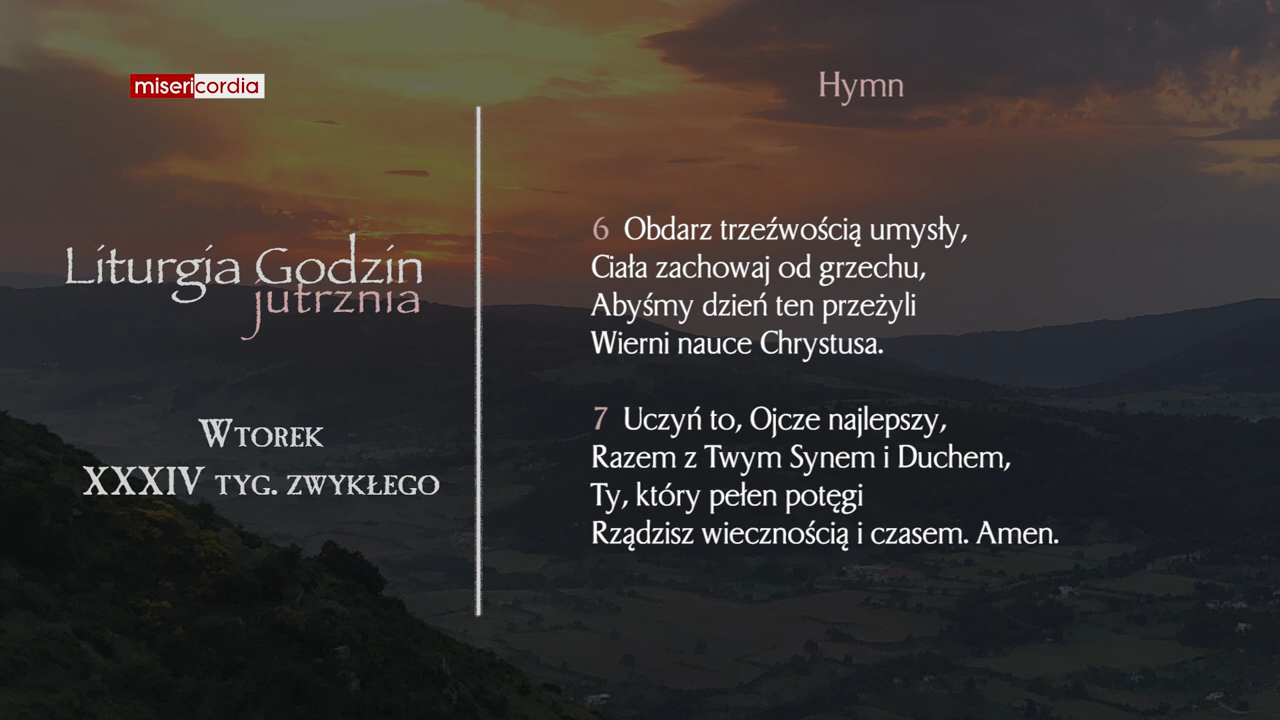 misericordia
Liturgia Godzin
jutrznia
Wtorek
XXXIV tyg. zwykłego
Hymn
6 Obdarz trzeźwością umysły,
Ciała zachowaj od grzechu,
Abyśmy dzień ten przeżyli
Wierni nauce Chrystusa.
7 Uczyń to, Ojcze najlepszy,
Razem z Twym Synem i Duchem,
Ty, który pełen potęgi
Rządzisz wiecznością i czasem. Amen.